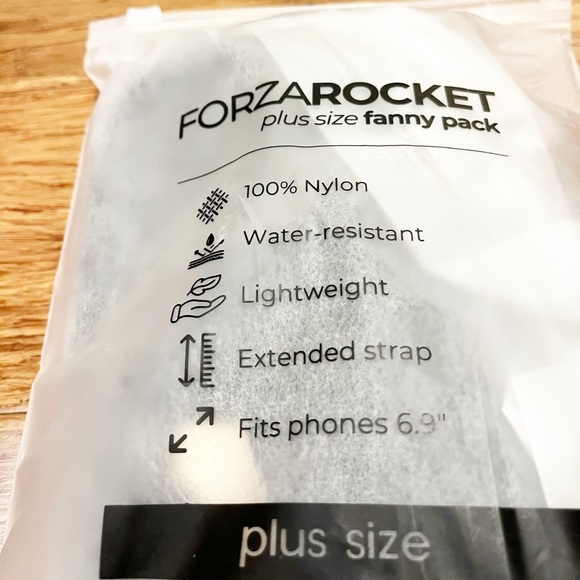 FORZAROCKET
plus size fanny pack
100% Nylon
Water-resistant
Lightweight
Extended strap
Fits phones 6.9"
plus size